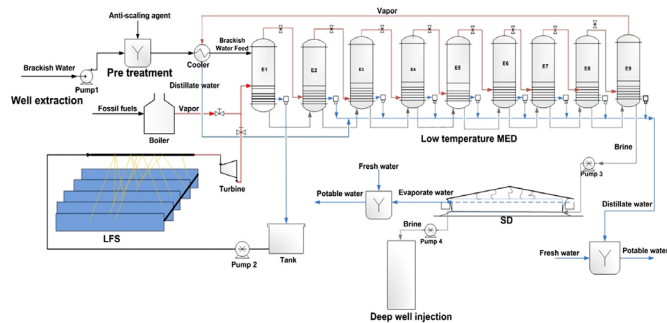 Anti-scaling agent
Vapor
Brackish
Water Feed
Brackish Water
Pump1
Pre treatment
Cooler
Well extraction
Distillate water
E1
E2
E3
E4
E5
E6
E7
E8
E9
Fossil fuels
Vapor
Boiler
Low temperature MED
Turbine
Brine
Pump 3
Fresh water
Potable water
Evaporate water
SD
Distillate water
LFS
Brine
Pump 4
Pump 2
Tank
Fresh water
Potable water
Deep well injection